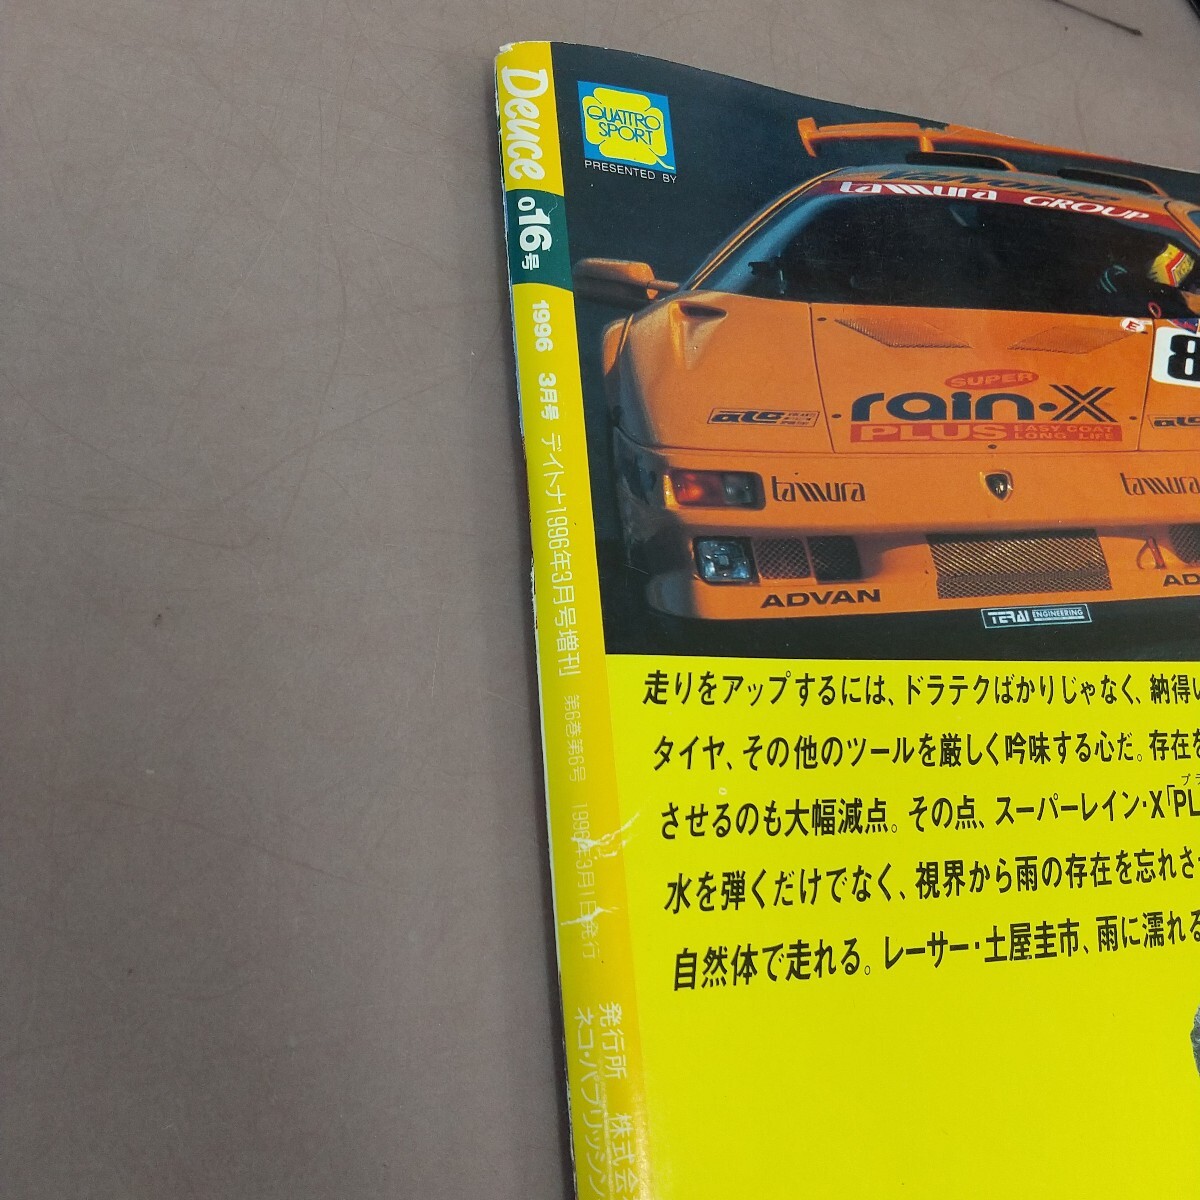 Deuce
016号
1996 3月号
デイトナ1996年3月号増刊
第6巻第6号 1996年3月1日発行
発行所 株式会
ネコ・パブリッシン
QUATTRO
SPORT
PRESENTED BY
Valvoline
tamura GROUP
8
SUPER
rain·X
PLUS EASY COAT
LONG LIFE
tamura
tamura
ADVAN
AD
TERAI ENGINEERING
走りをアップするには、ドラテクばかりじゃなく、納得い
タイヤ、その他のツールを厳しく吟味する心だ。存在を
させるのも大幅減点。その点、スーパーレイン・X「PL
水を弾くだけでなく、視界から雨の存在を忘れさせ
自然体で走れる。レーサー・土屋圭市、雨に濡れる